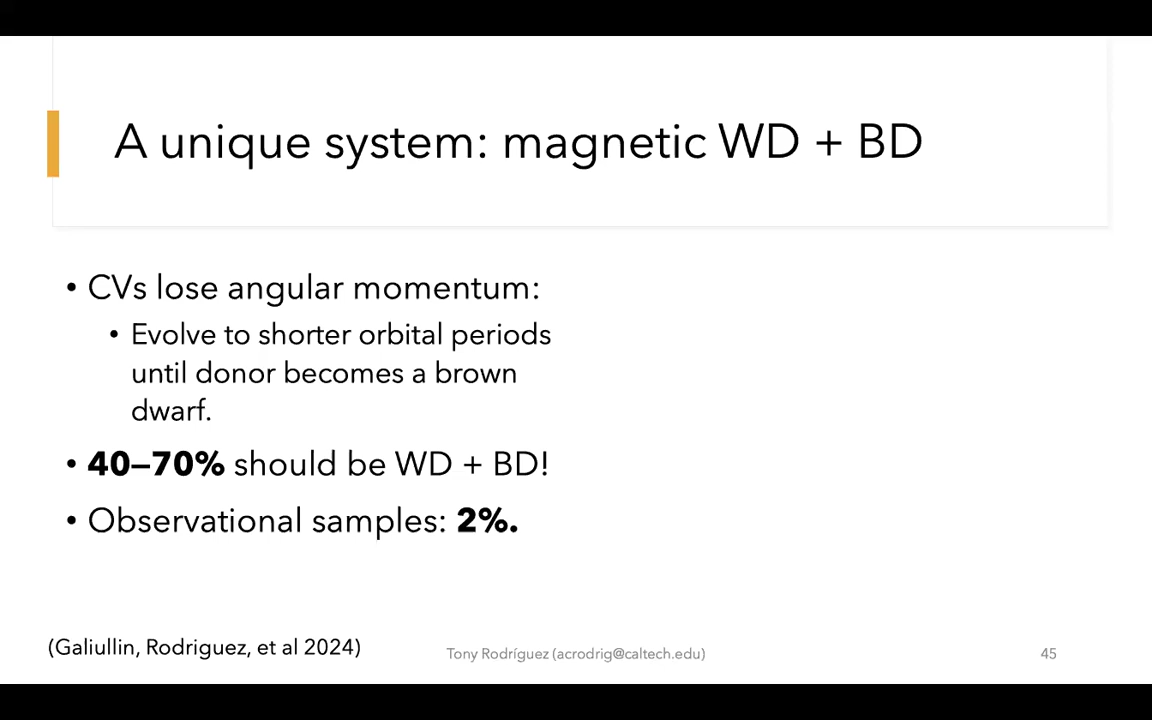 A unique system: magnetic WD + BD
• CVs lose angular momentum:
• Evolve to shorter orbital periods
until donor becomes a brown
dwarf.
• 40–70% should be WD + BD!
• Observational samples: 2%.
(Galiullin, Rodriguez, et al 2024)
Tony Rodríguez (acrodrig@caltech.edu)
45